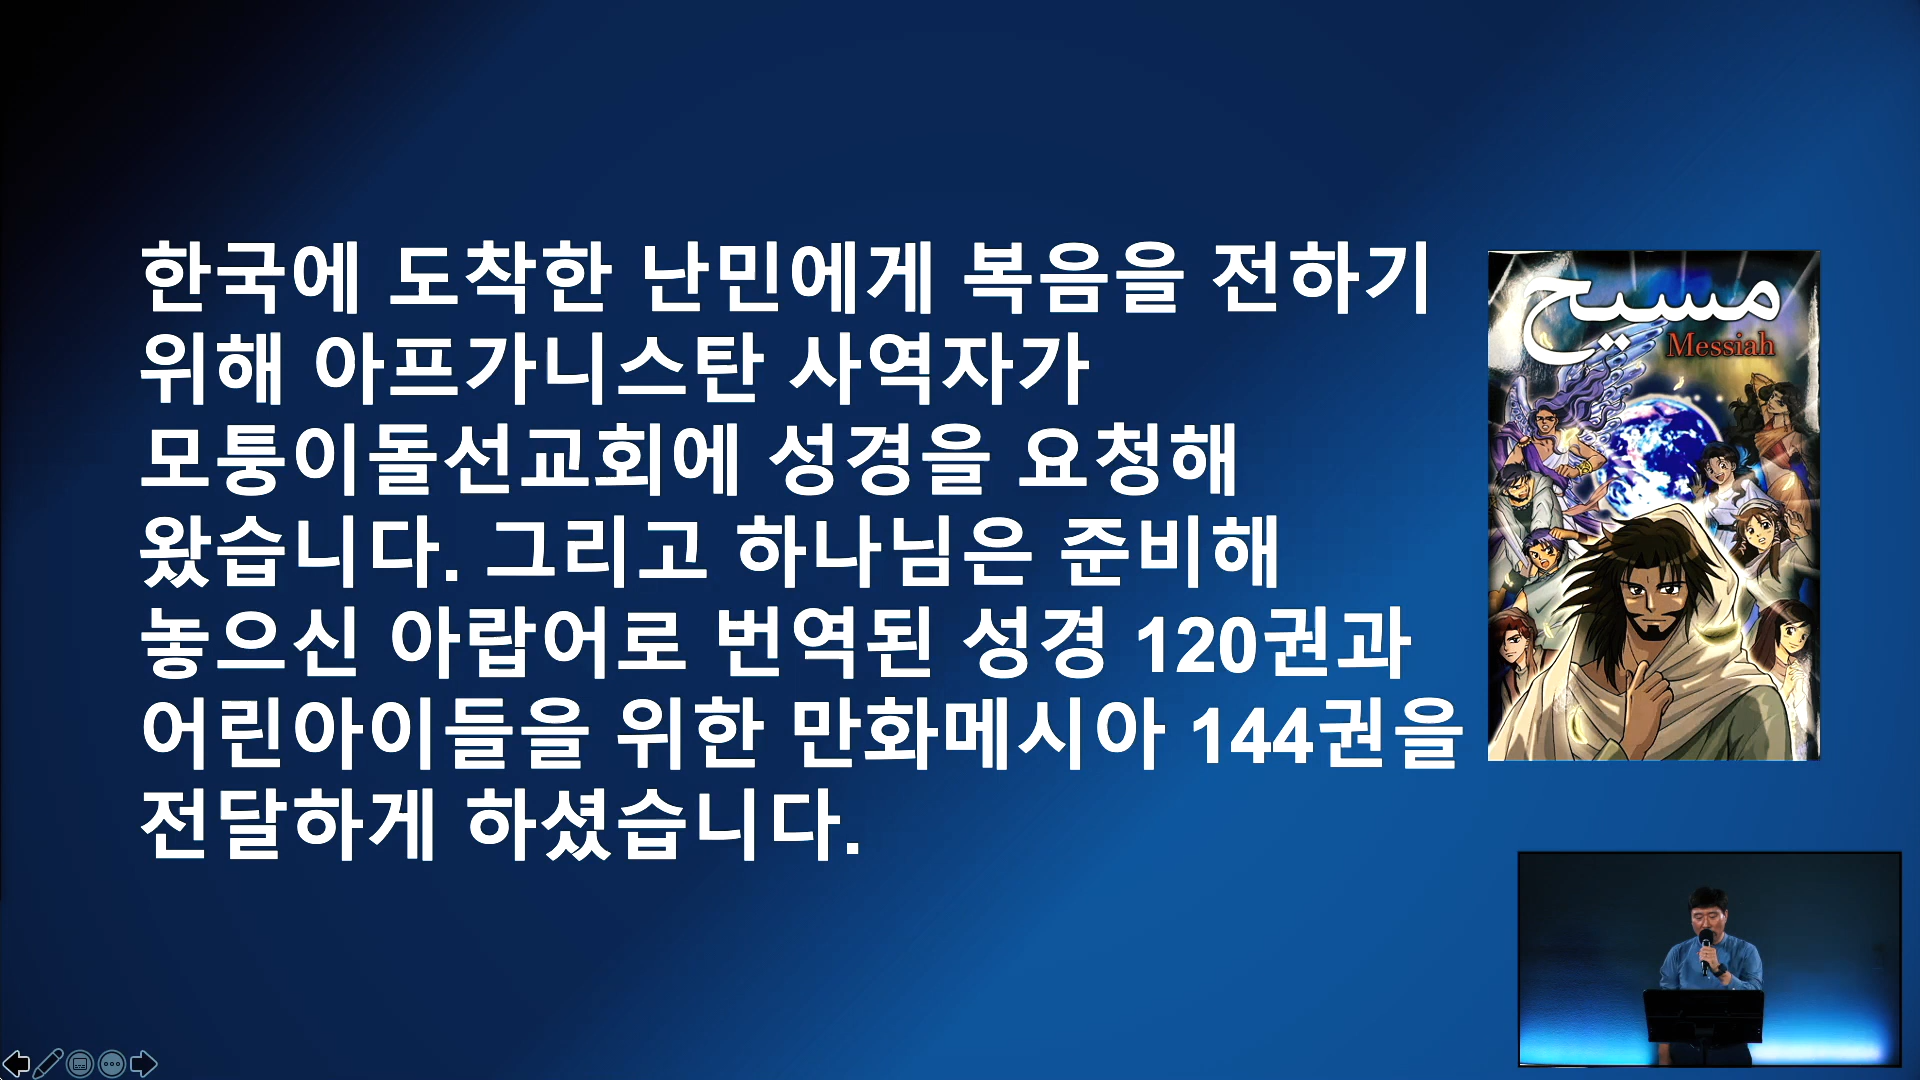 한국에 도착한 난민에게 복음을 전하기
위해 아프가니스탄 사역자가
모퉁이돌선교회에 성경을 요청해
왔습니다. 그리고 하나님은 준비해
놓으신 아랍어로 번역된 성경 120권과
어린아이들을 위한 만화메시아 144권을
전달하게 하셨습니다.
مسيح
Messiah